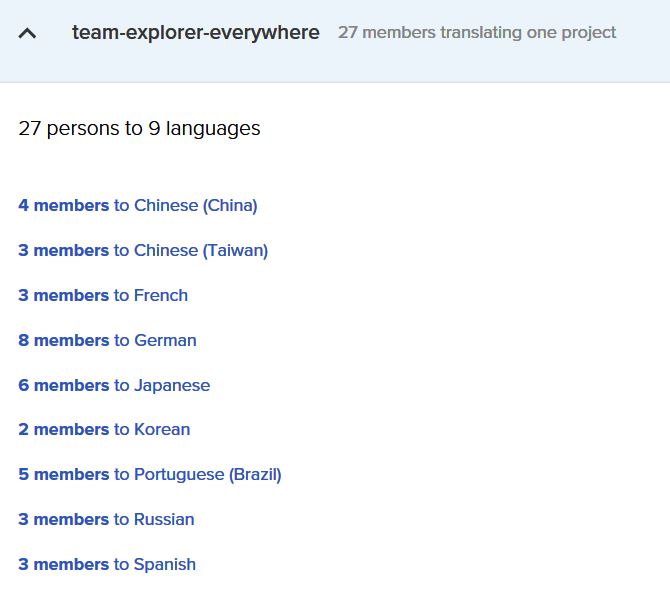 team-explorer-everywhere 27 members translating one project
27 persons to 9 languages
4 members to Chinese (China)
3 members to Chinese (Taiwan)
3 members to French
8 members to German
6 members to Japanese
2 members to Korean
5 members to Portuguese (Brazil)
3 members to Russian
3 members to Spanish